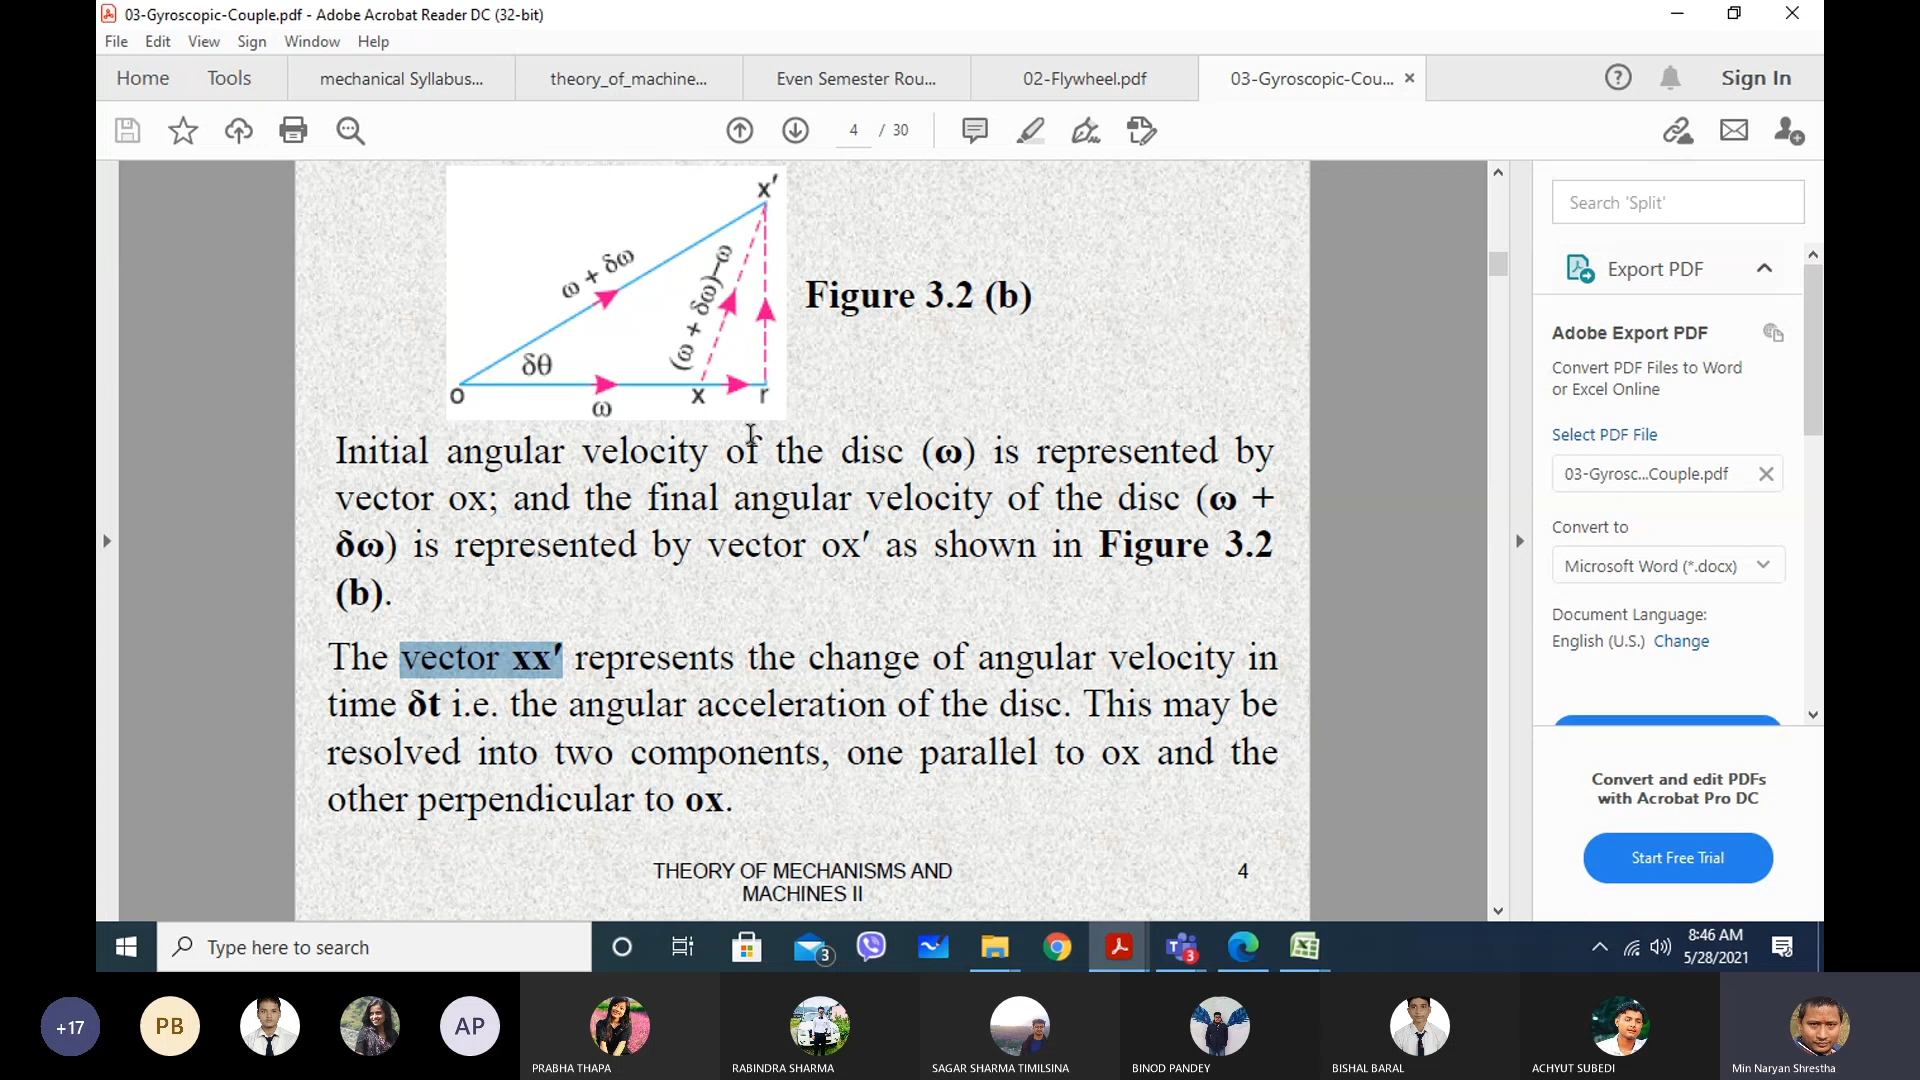 03-Gyroscopic-Couple.pdf - Adobe Acrobat Reader DC (32-bit)
File Edit View Sign Window Help
Home Tools mechanical Syllabus... theory_of_machine... Even Semester Rou... 02-Flywheel.pdf 03-Gyroscopic-Cou... Sign In
4 / 30
x′
ω + δω
(ω + δω)–ω
δθ
o x r
ω
Figure 3.2 (b)
Initial angular velocity of the disc (ω) is represented by
vector ox; and the final angular velocity of the disc (ω +
δω) is represented by vector ox′ as shown in Figure 3.2
(b).
The vector xx′ represents the change of angular velocity in
time δt i.e. the angular acceleration of the disc. This may be
resolved into two components, one parallel to ox and the
other perpendicular to ox.
THEORY OF MECHANISMS AND
MACHINES II
4
Search 'Split'
Export PDF
Adobe Export PDF
Convert PDF Files to Word
or Excel Online
Select PDF File
03-Gyrosc...Couple.pdf
Convert to
Microsoft Word (*.docx)
Document Language:
English (U.S.) Change
Convert and edit PDFs
with Acrobat Pro DC
Start Free Trial
Type here to search
3
3
8:46 AM
5/28/2021
+17 PB AP
PRABHA THAPA RABINDRA SHARMA SAGAR SHARMA TIMILSINA BINOD PANDEY BISHAL BARAL ACHYUT SUBEDI Min Naryan Shrestha